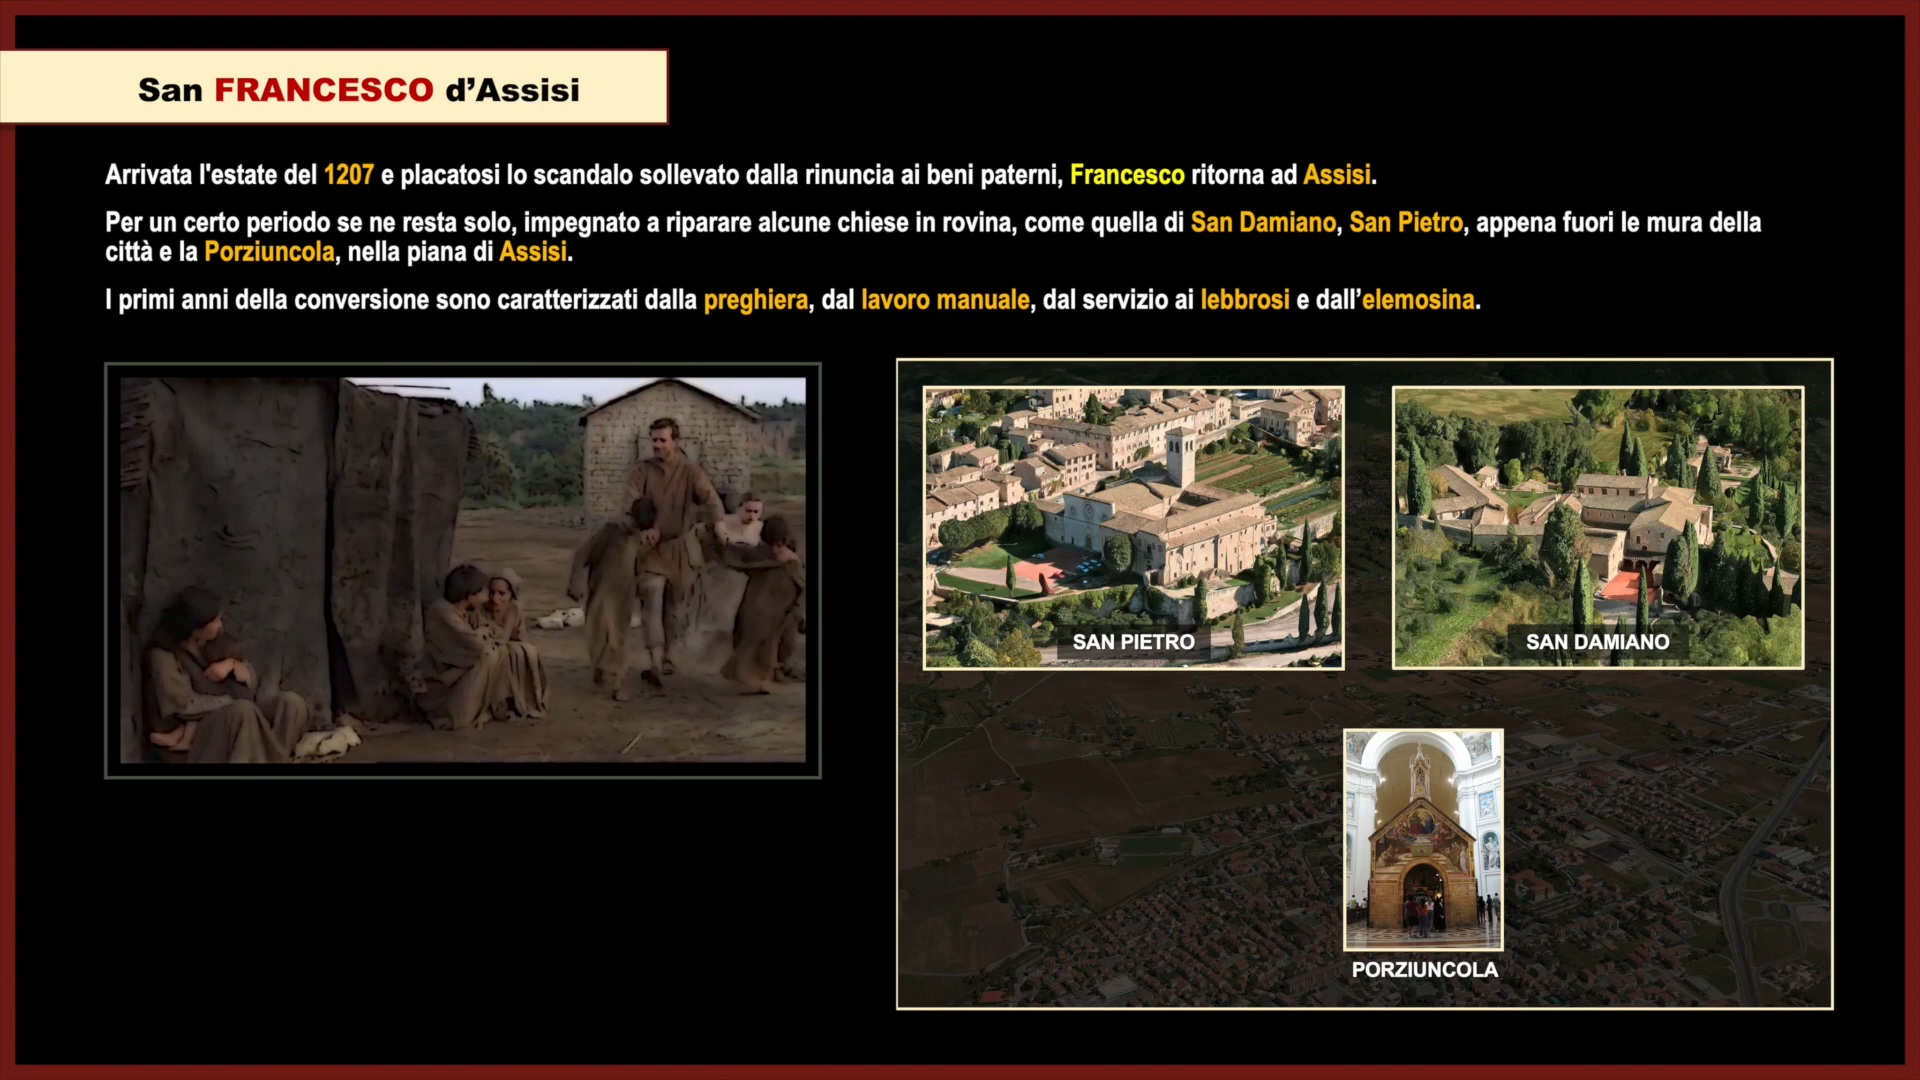 San FRANCESCO d’Assisi
Arrivata l'estate del 1207 e placatosi lo scandalo sollevato dalla rinuncia ai beni paterni, Francesco ritorna ad Assisi.
Per un certo periodo se ne resta solo, impegnato a riparare alcune chiese in rovina, come quella di San Damiano, San Pietro, appena fuori le mura della
città e la Porziuncola, nella piana di Assisi.
I primi anni della conversione sono caratterizzati dalla preghiera, dal lavoro manuale, dal servizio ai lebbrosi e dall’elemosina.
SAN PIETRO
SAN DAMIANO
PORZIUNCOLA